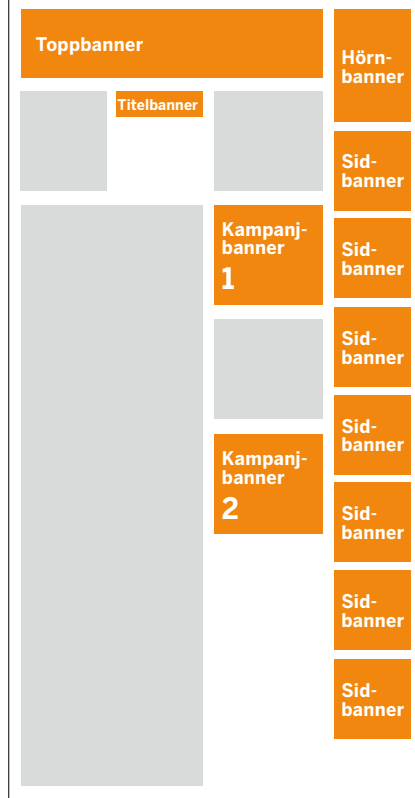 Toppbanner
Hörn-
banner
Titelbanner
Sid-
banner
Kampanj-
banner
1
Sid-
banner
Sid-
banner
Sid-
banner
Kampanj-
banner
2
Sid-
banner
Sid-
banner
Sid-
banner